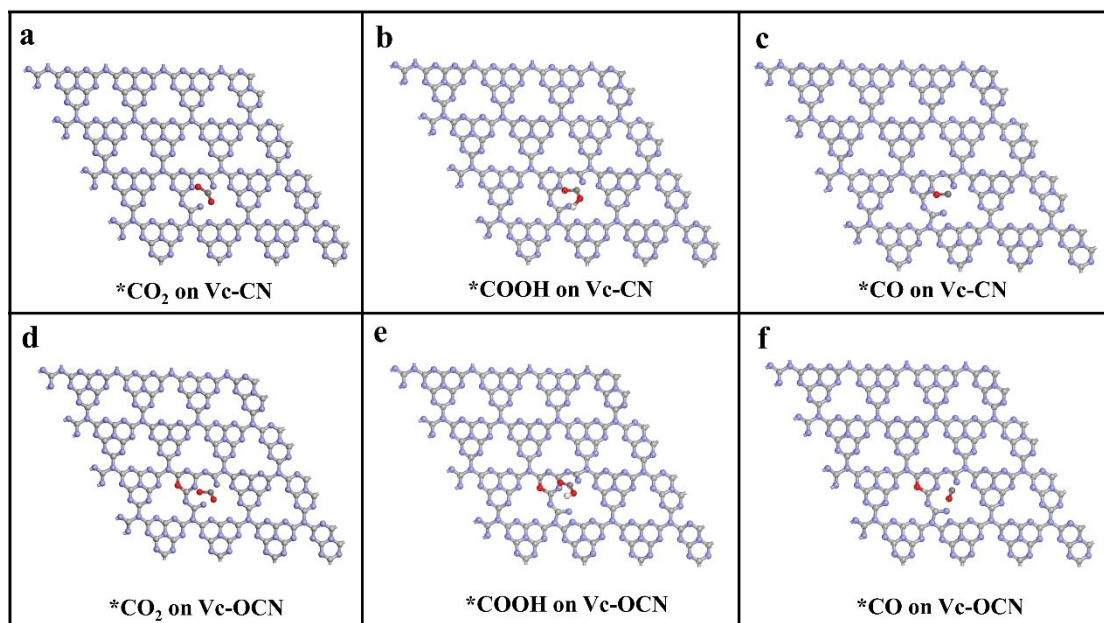 a
b
c
*CO₂ on Vc-CN
*COOH on Vc-CN
*CO on Vc-CN
d
e
f
*CO₂ on Vc-OCN
*COOH on Vc-OCN
*CO on Vc-OCN